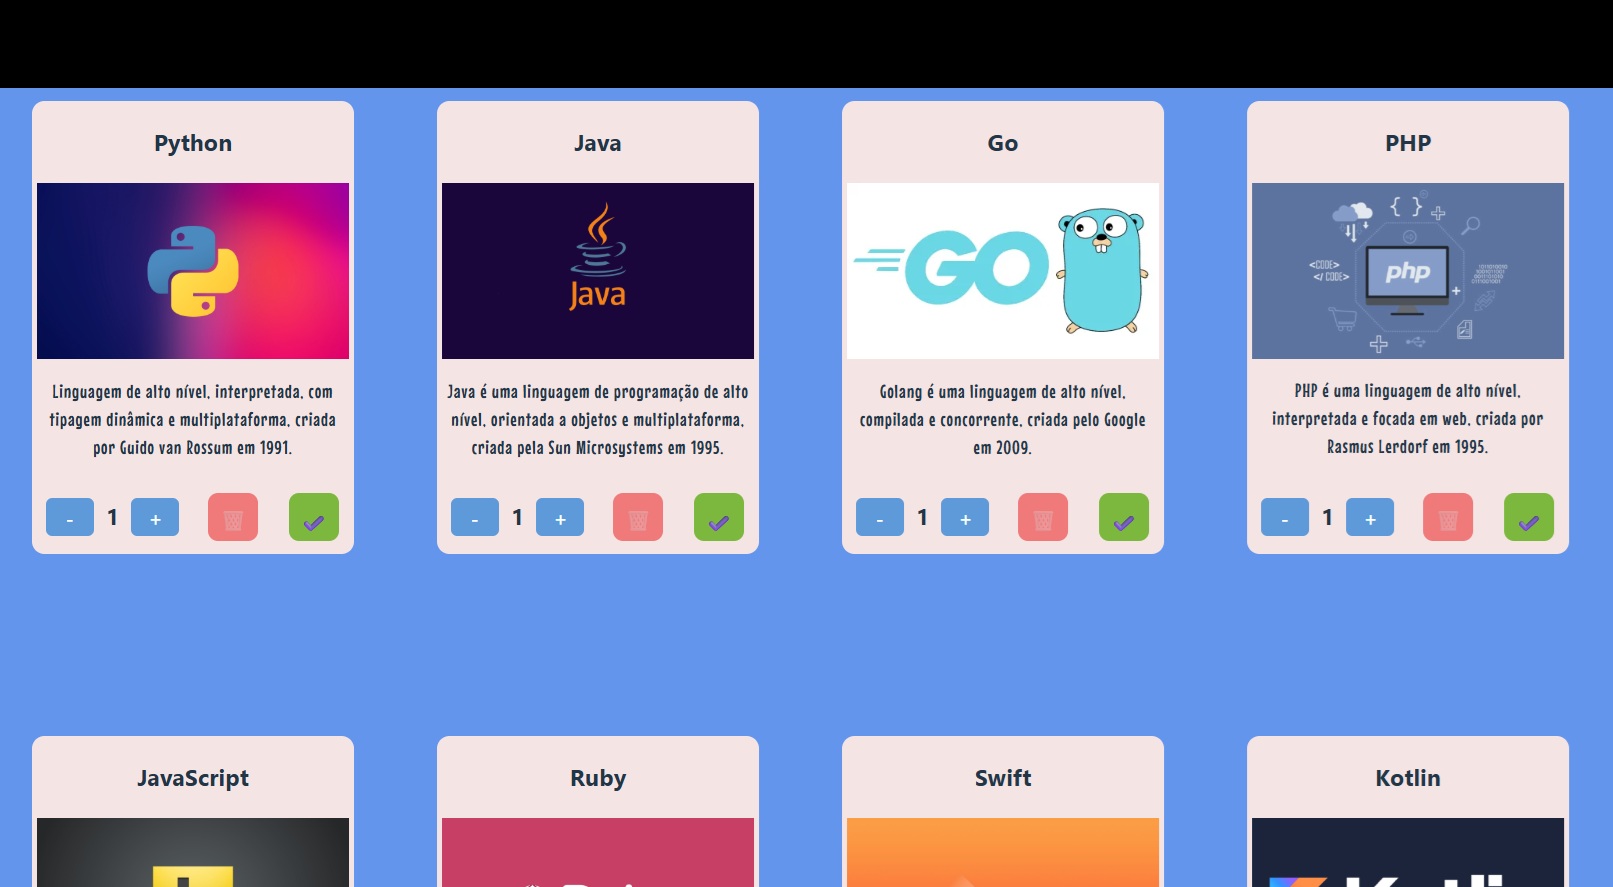 Python
Java
Go
PHP
Java
GO
{ }
<CODE>
</ CODE>
php
Linguagem de alto nível, interpretada, com
tipagem dinâmica e multiplataforma, criada
por Guido van Rossum em 1991.
Java é uma linguagem de programação de alto
nível, orientada a objetos e multiplataforma,
criada pela Sun Microsystems em 1995.
Golang é uma linguagem de alto nível,
compilada e concorrente, criada pelo Google
em 2009.
PHP é uma linguagem de alto nível,
interpretada e focada em web, criada por
Rasmus Lerdorf em 1995.
- 1 +
- 1 +
- 1 +
- 1 +
JavaScript
Ruby
Swift
Kotlin